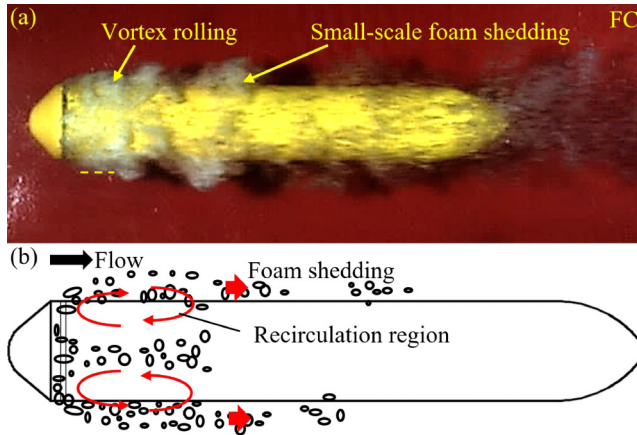 (a)
Vortex rolling
Small-scale foam shedding
FC
(b)
Flow
Foam shedding
Recirculation region